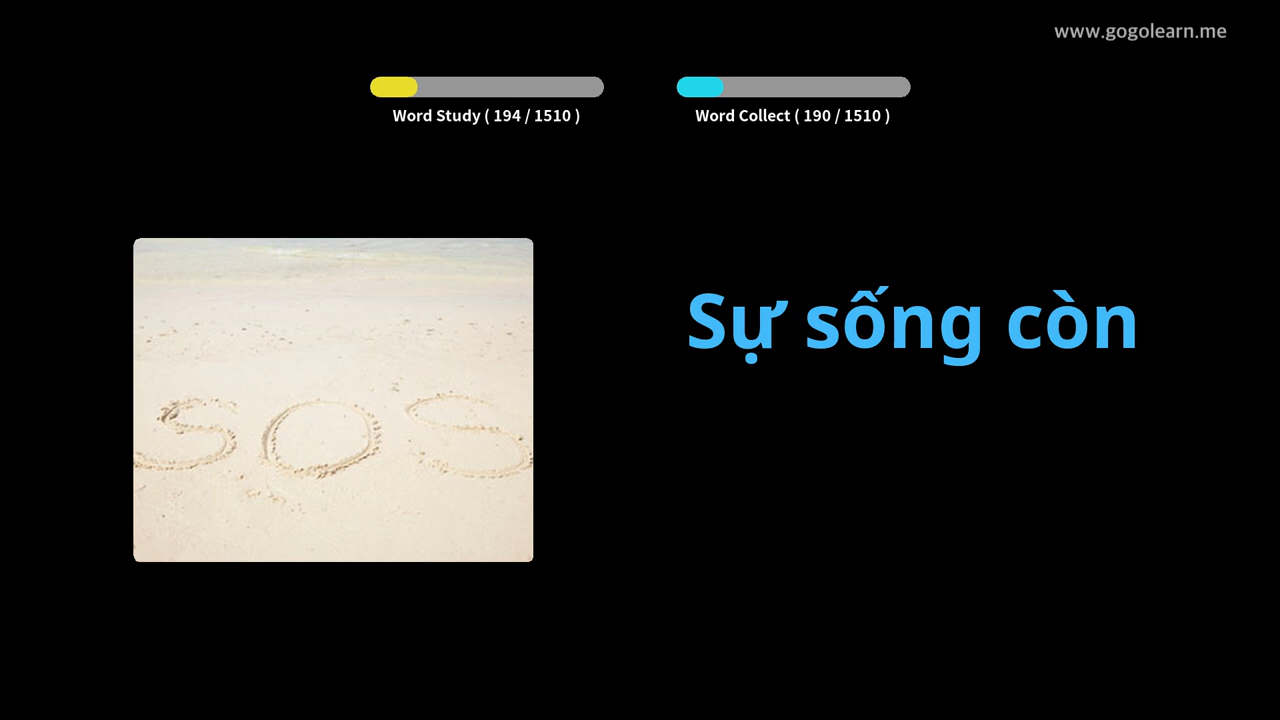 www.gogolearn.me
Word Study ( 194 / 1510 )
Word Collect ( 190 / 1510 )
Sự sống còn
SOS